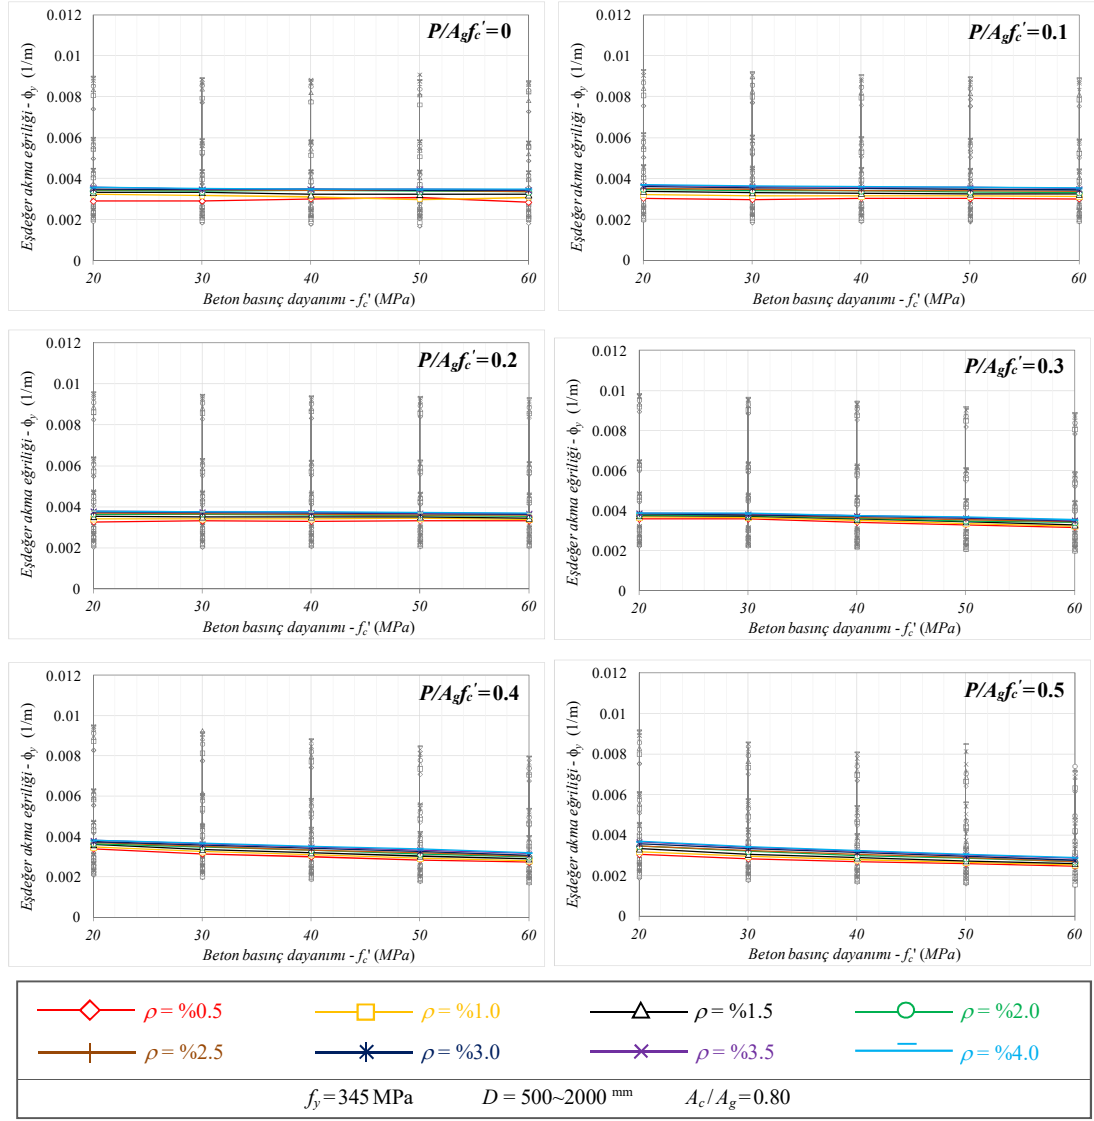 P/Agfc'=0
Eşdeğer akma eğriliği - ϕy (1/m)
0.012
0.01
0.008
0.006
0.004
0.002
0
20 30 40 50 60
Beton basınç dayanımı - fc' (MPa)
P/Agfc'=0.1
Eşdeğer akma eğriliği - ϕy (1/m)
0.012
0.01
0.008
0.006
0.004
0.002
0
20 30 40 50 60
Beton basınç dayanımı - fc' (MPa)
P/Agfc'=0.2
Eşdeğer akma eğriliği - ϕy (1/m)
0.012
0.01
0.008
0.006
0.004
0.002
0
20 30 40 50 60
Beton basınç dayanımı - fc' (MPa)
P/Agfc'=0.3
Eşdeğer akma eğriliği - ϕy (1/m)
0.012
0.01
0.008
0.006
0.004
0.002
0
20 30 40 50 60
Beton basınç dayanımı - fc' (MPa)
P/Agfc'=0.4
Eşdeğer akma eğriliği - ϕy (1/m)
0.012
0.01
0.008
0.006
0.004
0.002
0
20 30 40 50 60
Beton basınç dayanımı - fc' (MPa)
P/Agfc'=0.5
Eşdeğer akma eğriliği - ϕy (1/m)
0.012
0.01
0.008
0.006
0.004
0.002
0
20 30 40 50 60
Beton basınç dayanımı - fc' (MPa)
ρ = %0.5 ρ = %1.0 ρ = %1.5 ρ = %2.0
ρ = %2.5 ρ = %3.0 ρ = %3.5 ρ = %4.0
fy = 345 MPa D = 500~2000 mm Ac/Ag = 0.80